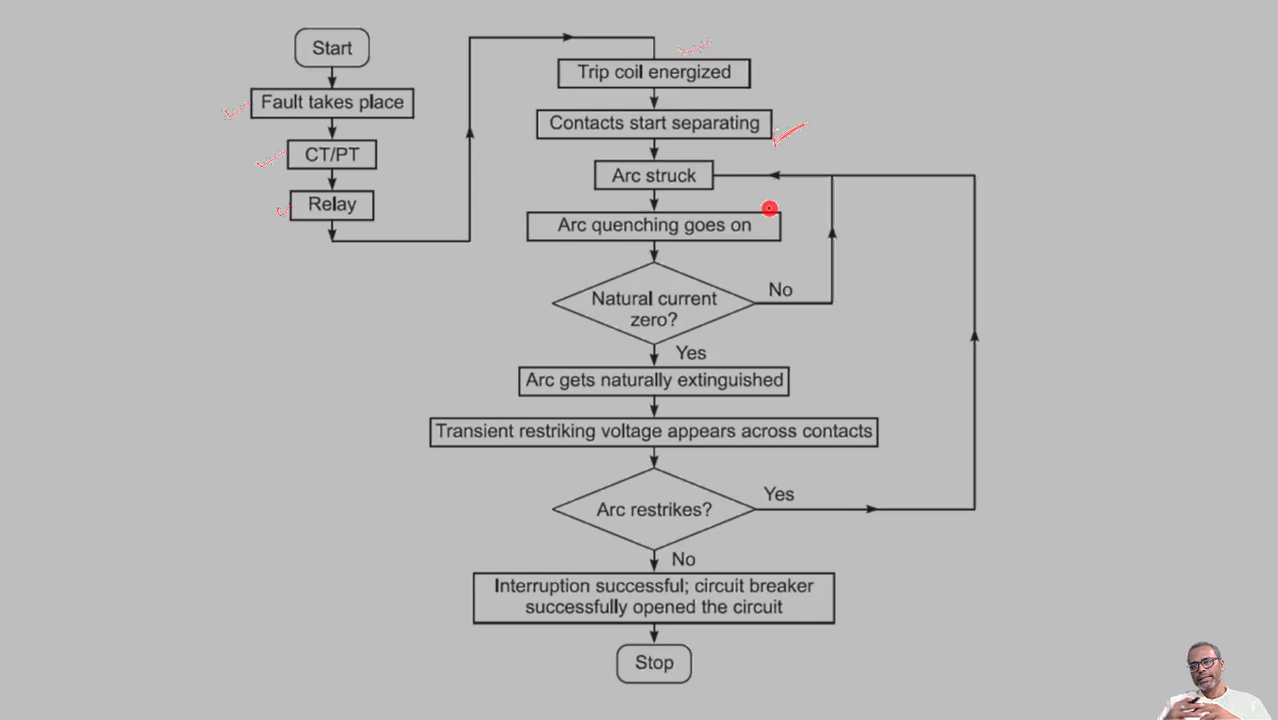 Start
Fault takes place
CT/PT
Relay
Trip coil energized
Contacts start separating
Arc struck
Arc quenching goes on
Natural current
zero?
No
Yes
Arc gets naturally extinguished
Transient restriking voltage appears across contacts
Arc restrikes?
Yes
No
Interruption successful; circuit breaker
successfully opened the circuit
Stop